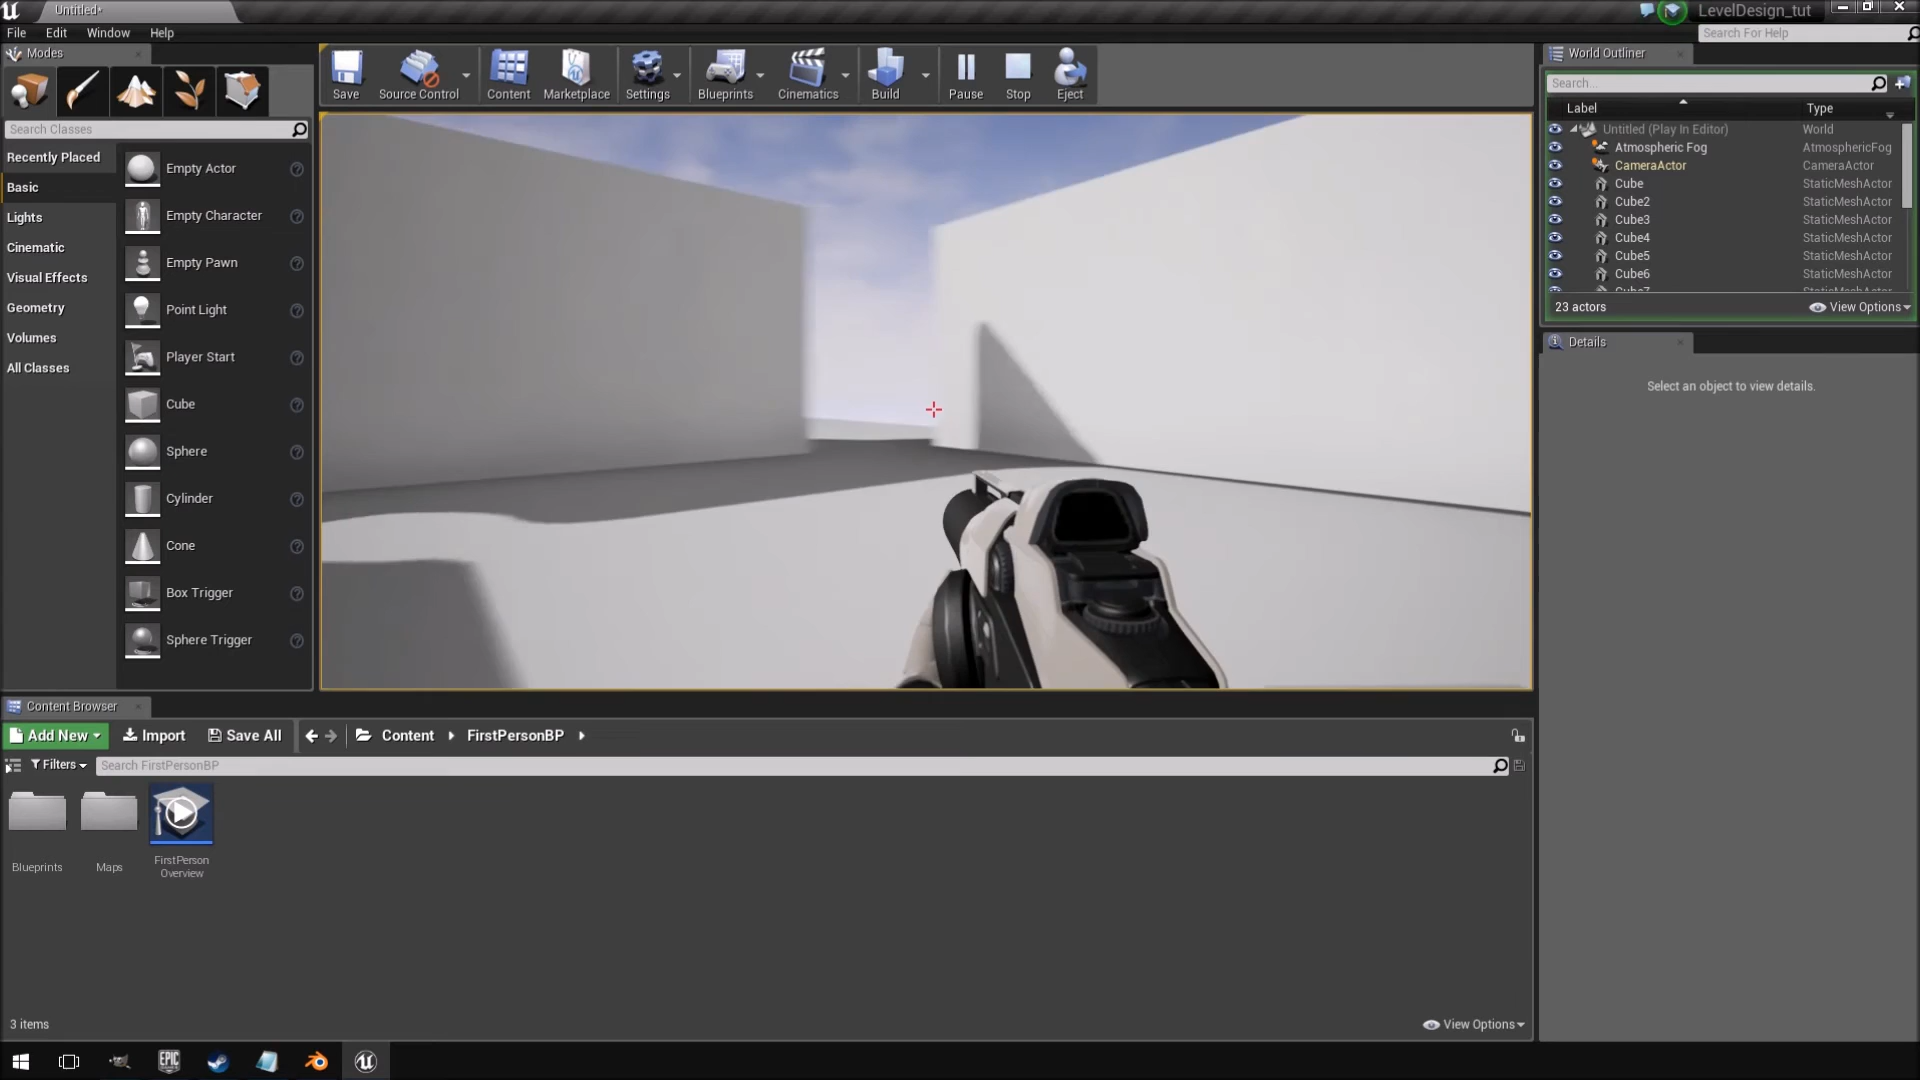 Untitled*
LevelDesign_tut
File Edit Window Help
Search For Help
Modes
Save
Source Control
Content
Marketplace
Settings
Blueprints
Cinematics
Build
Pause
Stop
Eject
Search Classes
Recently Placed
Basic
Lights
Cinematic
Visual Effects
Geometry
Volumes
All Classes
Empty Actor
Empty Character
Empty Pawn
Point Light
Player Start
Cube
Sphere
Cylinder
Cone
Box Trigger
Sphere Trigger
World Outliner
Search...
Label Type
Untitled (Play In Editor) World
Atmospheric Fog AtmosphericFog
CameraActor CameraActor
Cube StaticMeshActor
Cube2 StaticMeshActor
Cube3 StaticMeshActor
Cube4 StaticMeshActor
Cube5 StaticMeshActor
Cube6 StaticMeshActor
Cube7 StaticMeshActor
23 actors
View Options
Details
Select an object to view details.
Content Browser
Add New Import Save All Content FirstPersonBP
Filters Search FirstPersonBP
Blueprints
Maps
FirstPerson
Overview
3 items
View Options
EPIC